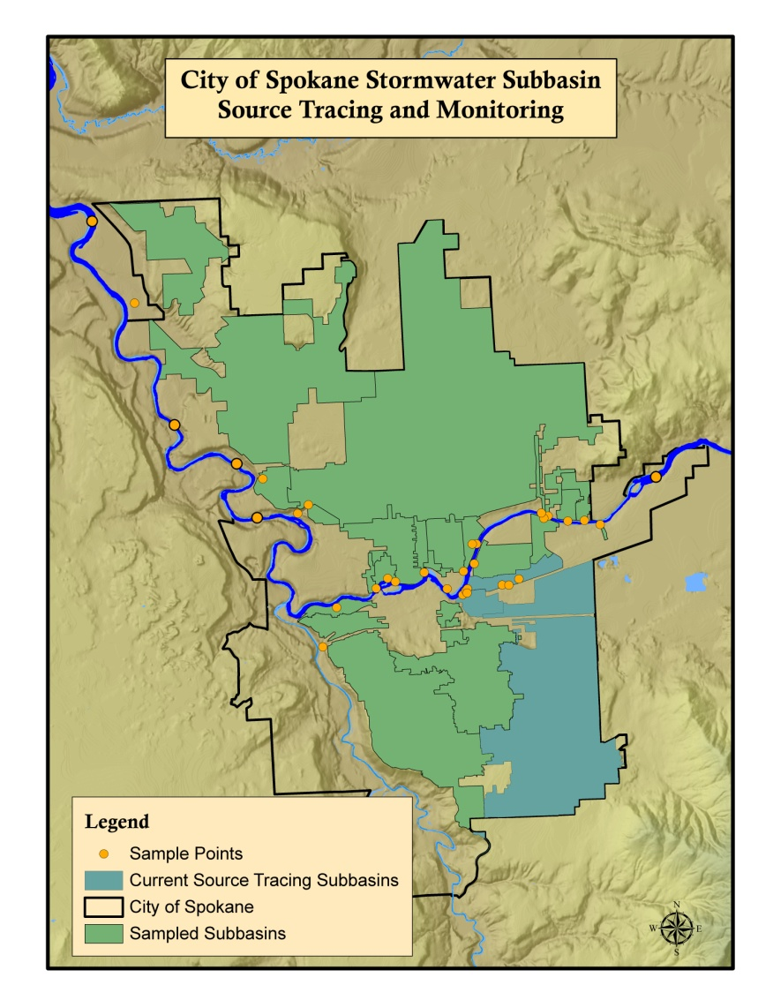 City of Spokane Stormwater Subbasin
Source Tracing and Monitoring
Legend
Sample Points
Current Source Tracing Subbasins
City of Spokane
Sampled Subbasins
N
W E
S